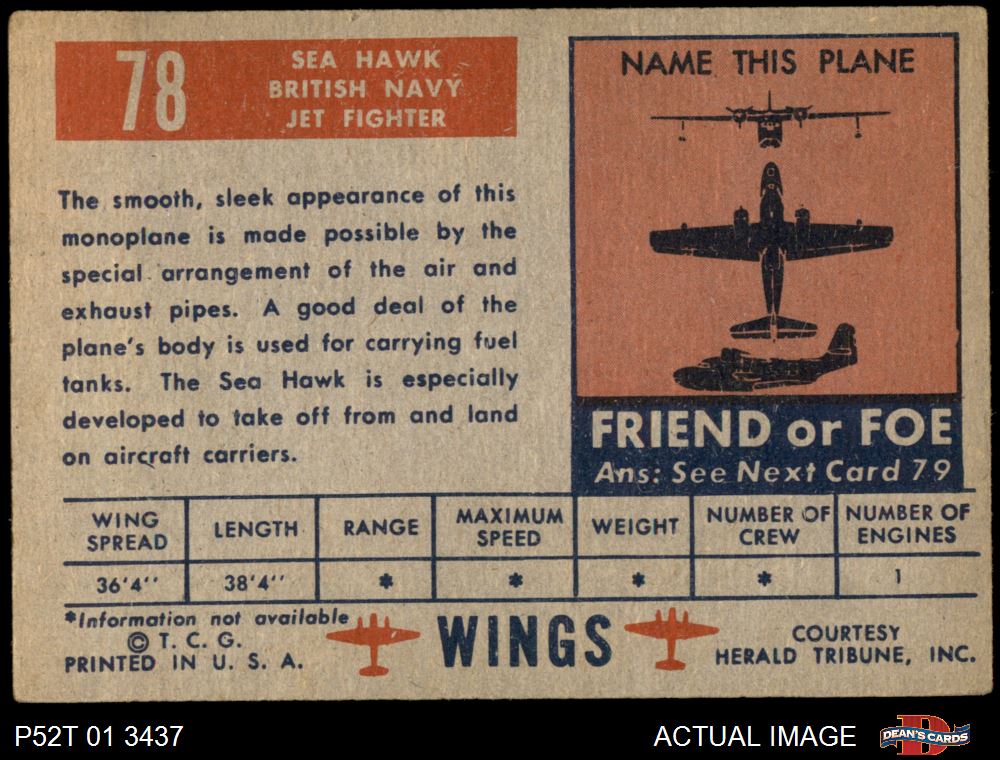 78
SEA HAWK
BRITISH NAVY
JET FIGHTER
The smooth, sleek appearance of this
monoplane is made possible by the
special arrangement of the air and
exhaust pipes. A good deal of the
plane's body is used for carrying fuel
tanks. The Sea Hawk is especially
developed to take off from and land
on aircraft carriers.
NAME THIS PLANE
FRIEND or FOE
Ans: See Next Card 79
WING SPREAD LENGTH RANGE MAXIMUM SPEED WEIGHT NUMBER OF CREW NUMBER OF ENGINES
36'4'' 38'4'' * * * * 1
*Information not available
© T. C. G.
PRINTED IN U. S. A.
WINGS
COURTESY
HERALD TRIBUNE, INC.
P52T 01 3437
ACTUAL IMAGE
D
DEAN'S CARDS